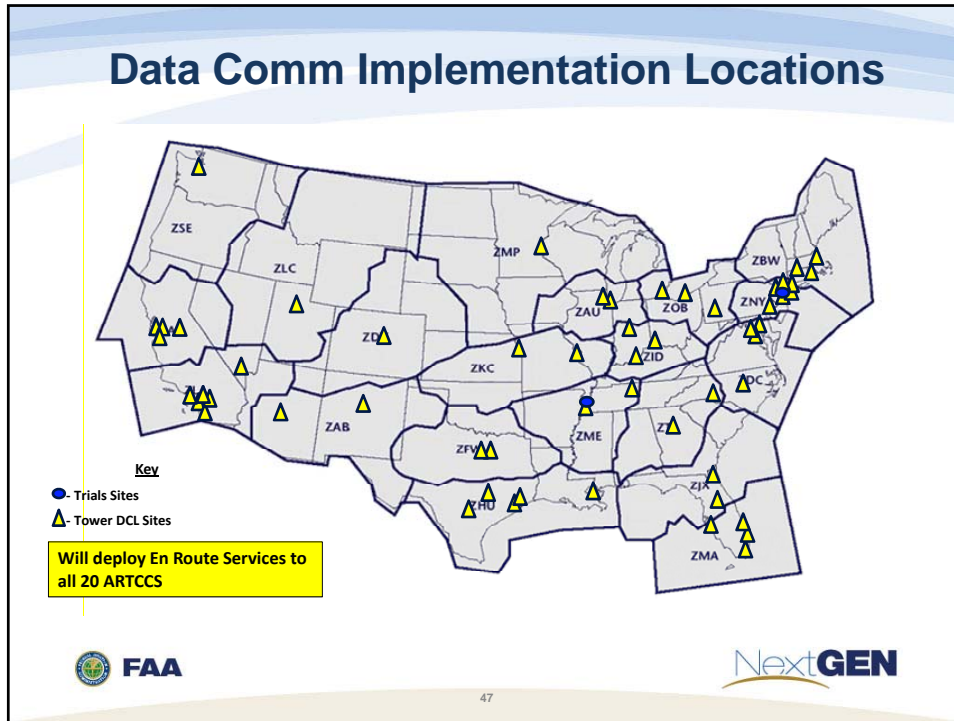 Data Comm Implementation Locations
ZSE
ZLC
ZMP
ZBW
ZAU
ZOB
ZNY
ZD
ZKC
ZID
DC
ZAB
ZME
ZT
ZFW
ZHU
ZJX
ZMA
Key
- Trials Sites
- Tower DCL Sites
Will deploy En Route Services to
all 20 ARTCCS
FAA
NextGEN
47